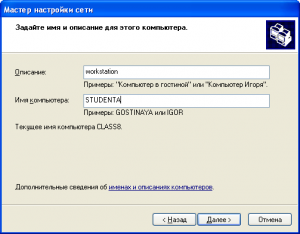 Мастер настройки сети
Задайте имя и описание для этого компьютера.
Описание: workstation
Примеры: "Компьютер в гостиной" или "Компьютер Игоря".
Имя компьютера: STUDENTA
Примеры: GOSTINAYA или IGOR
Текущее имя компьютера CLASS8.
Дополнительные сведения об именах и описаниях компьютеров.
< Назад Далее > Отмена